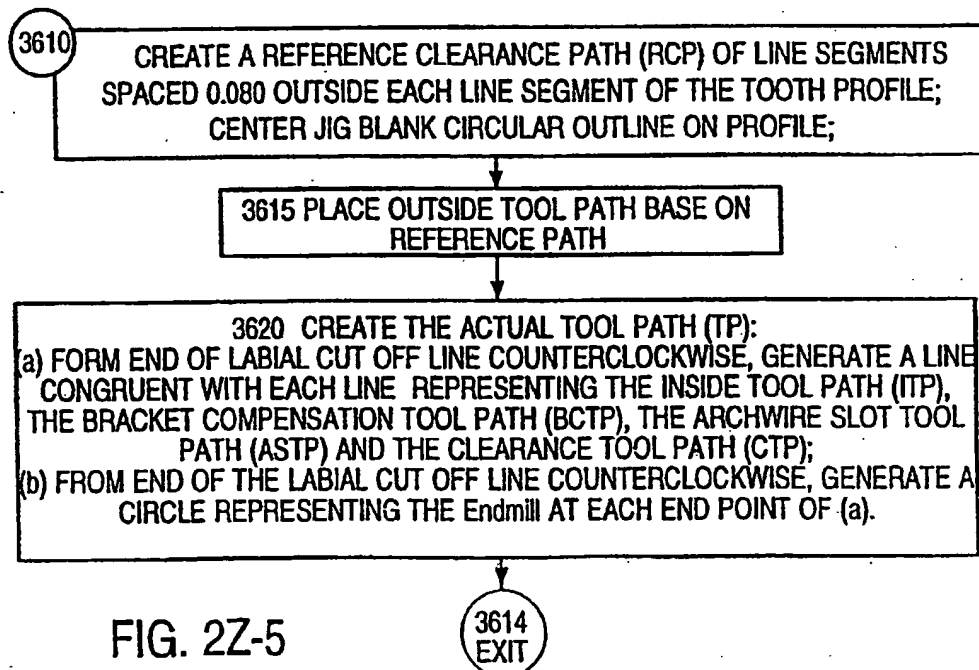 3610
CREATE A REFERENCE CLEARANCE PATH (RCP) OF LINE SEGMENTS
SPACED 0.080 OUTSIDE EACH LINE SEGMENT OF THE TOOTH PROFILE;
CENTER JIG BLANK CIRCULAR OUTLINE ON PROFILE;
3615 PLACE OUTSIDE TOOL PATH BASE ON
REFERENCE PATH
3620 CREATE THE ACTUAL TOOL PATH (TP):
(a) FORM END OF LABIAL CUT OFF LINE COUNTERCLOCKWISE, GENERATE A LINE
CONGRUENT WITH EACH LINE REPRESENTING THE INSIDE TOOL PATH (ITP),
THE BRACKET COMPENSATION TOOL PATH (BCTP), THE ARCHWIRE SLOT TOOL
PATH (ASTP) AND THE CLEARANCE TOOL PATH (CTP);
(b) FROM END OF THE LABIAL CUT OFF LINE COUNTERCLOCKWISE, GENERATE A
CIRCLE REPRESENTING THE Endmill AT EACH END POINT OF (a).
3614
EXIT
FIG. 2Z-5